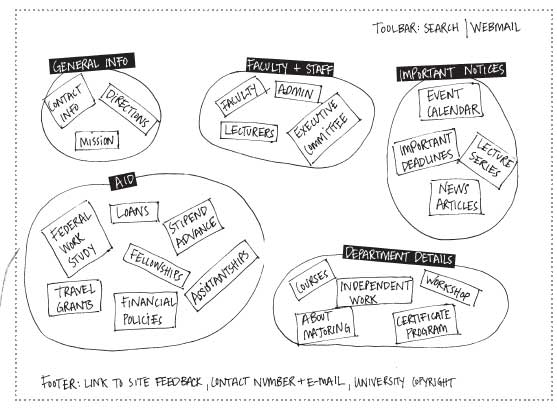 TOOLBAR: SEARCH | WEBMAIL
GENERAL INFO
CONTACT
INFO
DIRECTIONS
MISSION
FACULTY + STAFF
FACULTY
ADMIN
LECTURERS
EXECUTIVE
COMMITTEE
IMPORTANT NOTICES
EVENT
CALENDAR
IMPORTANT
DEADLINES
LECTURE
SERIES
NEWS
ARTICLES
AID
FEDERAL
WORK
STUDY
LOANS
STIPEND
ADVANCE
FELLOWSHIPS
ASSISTANTSHIPS
TRAVEL
GRANTS
FINANCIAL
POLICIES
DEPARTMENT DETAILS
COURSES
INDEPENDENT
WORK
WORKSHOP
ABOUT
MAJORING
CERTIFICATE
PROGRAM
FOOTER: LINK TO SITE FEEDBACK, CONTACT NUMBER + E-MAIL, UNIVERSITY COPYRIGHT